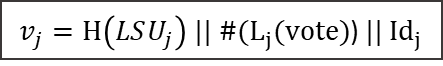 v_j = H(LSU_j) || #(L_j(vote)) || Id_j